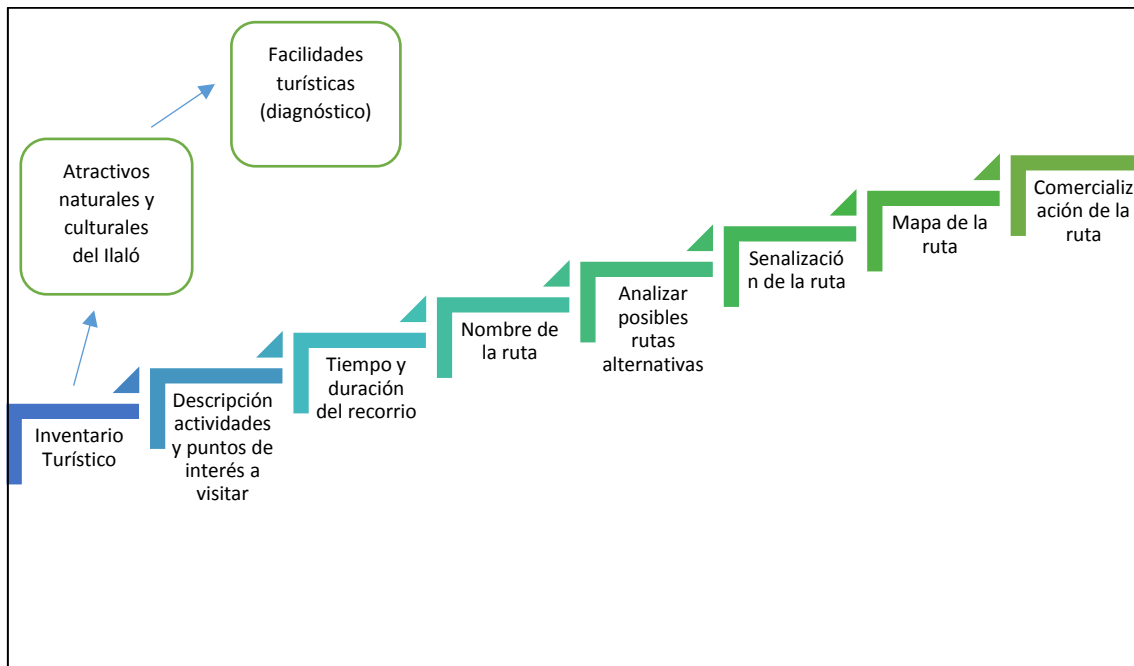 Facilidades
turísticas
(diagnóstico)
Atractivos
naturales y
culturales
del Ilaló
Inventario
Turístico
Descripción
actividades
y puntos de
interés a
visitar
Tiempo y
duración
del recorrio
Nombre de
la ruta
Analizar
posibles
rutas
alternativas
Senalizació
n de la ruta
Mapa de la
ruta
Comercializ
ación de la
ruta